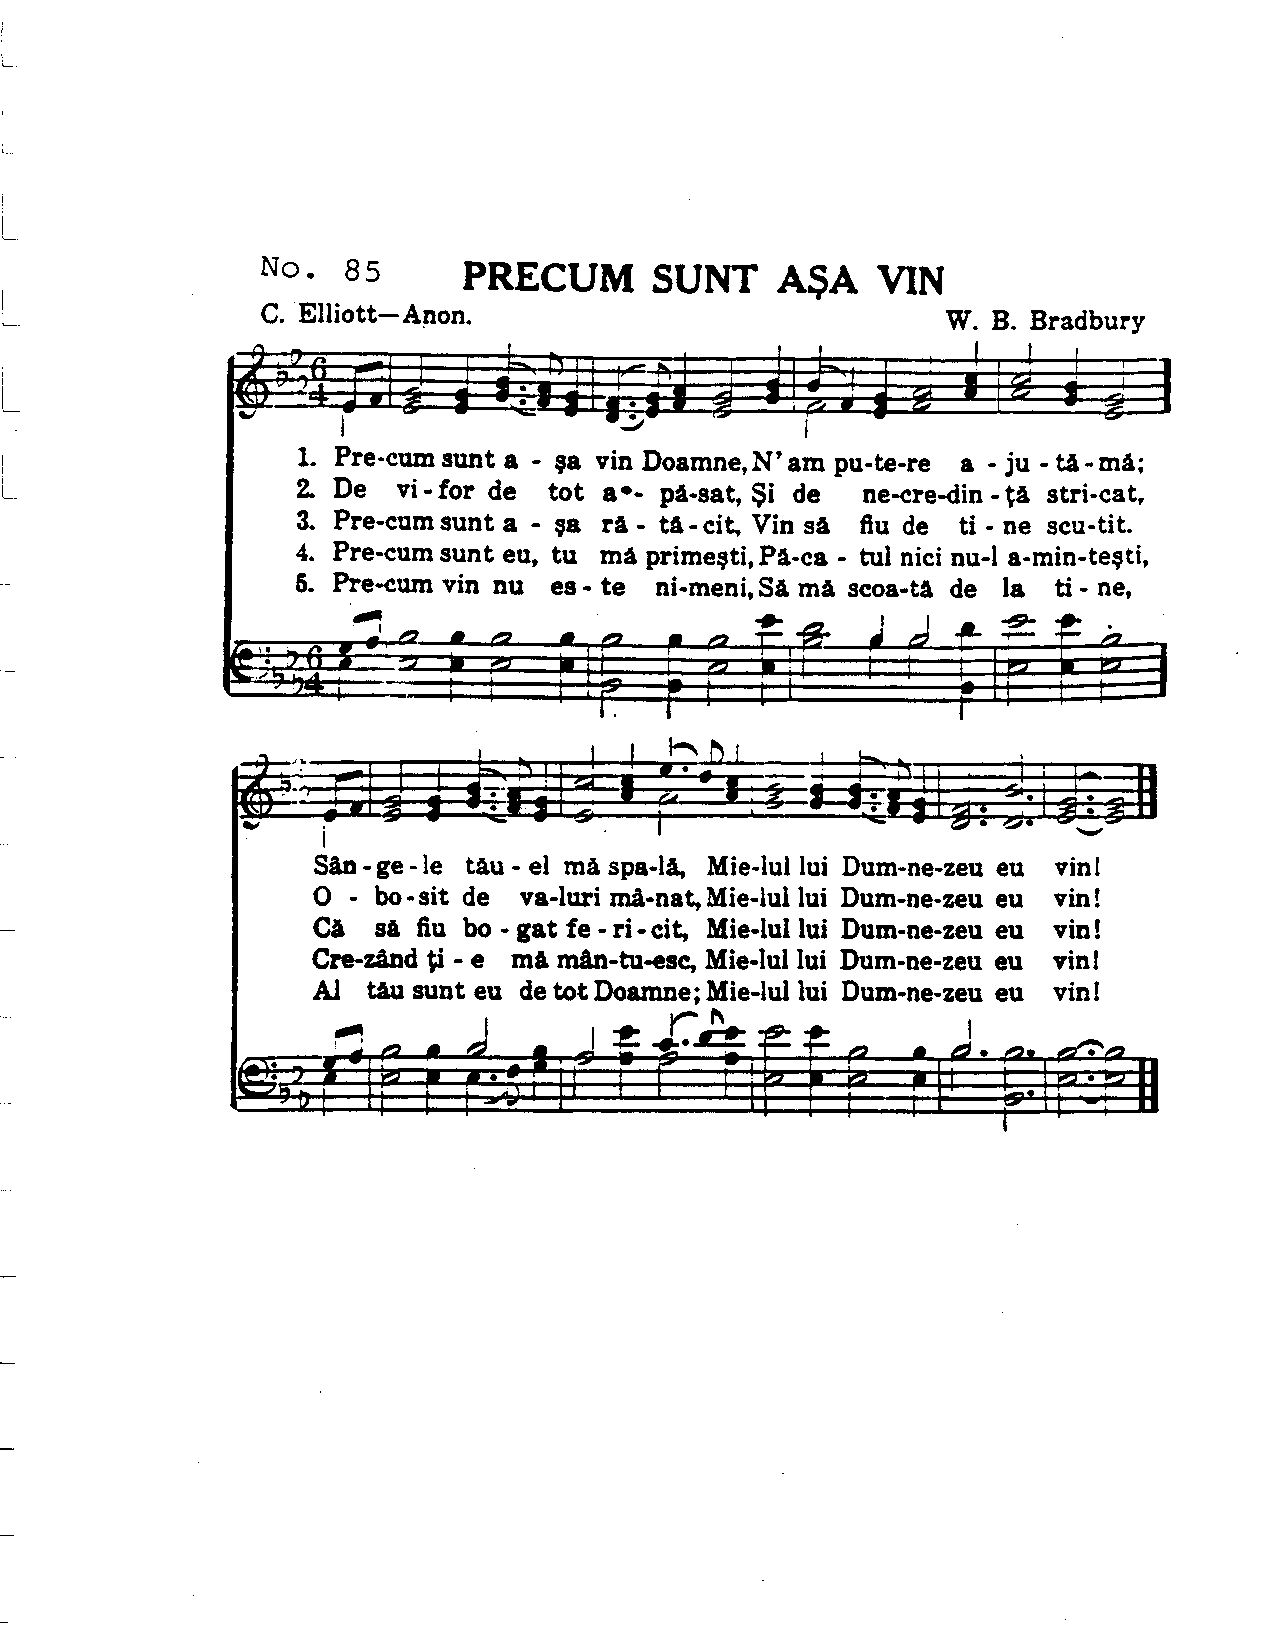 No. 85 PRECUM SUNT AŞA VIN
C. Elliott—Anon. W. B. Bradbury
1. Pre-cum sunt a - şa vin Doamne, N' am pu-te-re a - ju - tă-mă;
2. De vi-for de tot a - pă-sat, Şi de ne-cre-din-ţă stri-cat,
3. Pre-cum sunt a - şa ră - tă-cit, Vin să fiu de ti - ne scu-tit.
4. Pre-cum sunt eu, tu mă primeşti, Pă-ca - tul nici nu-l a-min-teşti,
5. Pre-cum vin nu es - te ni-meni, Să mă scoa-tă de la ti - ne,
Sân-ge-le tău - el mă spa-lă, Mie-lul lui Dum-ne-zeu eu vin!
O - bo-sit de va-luri mâ-nat, Mie-lul lui Dum-ne-zeu eu vin!
Că să fiu bo - gat fe - ri - cit, Mie-lul lui Dum-ne-zeu eu vin!
Cre-zând ţi - e mă mân-tu-esc, Mie-lul lui Dum-ne-zeu eu vin!
Al tău sunt eu de tot Doamne; Mie-lul lui Dum-ne-zeu eu vin!